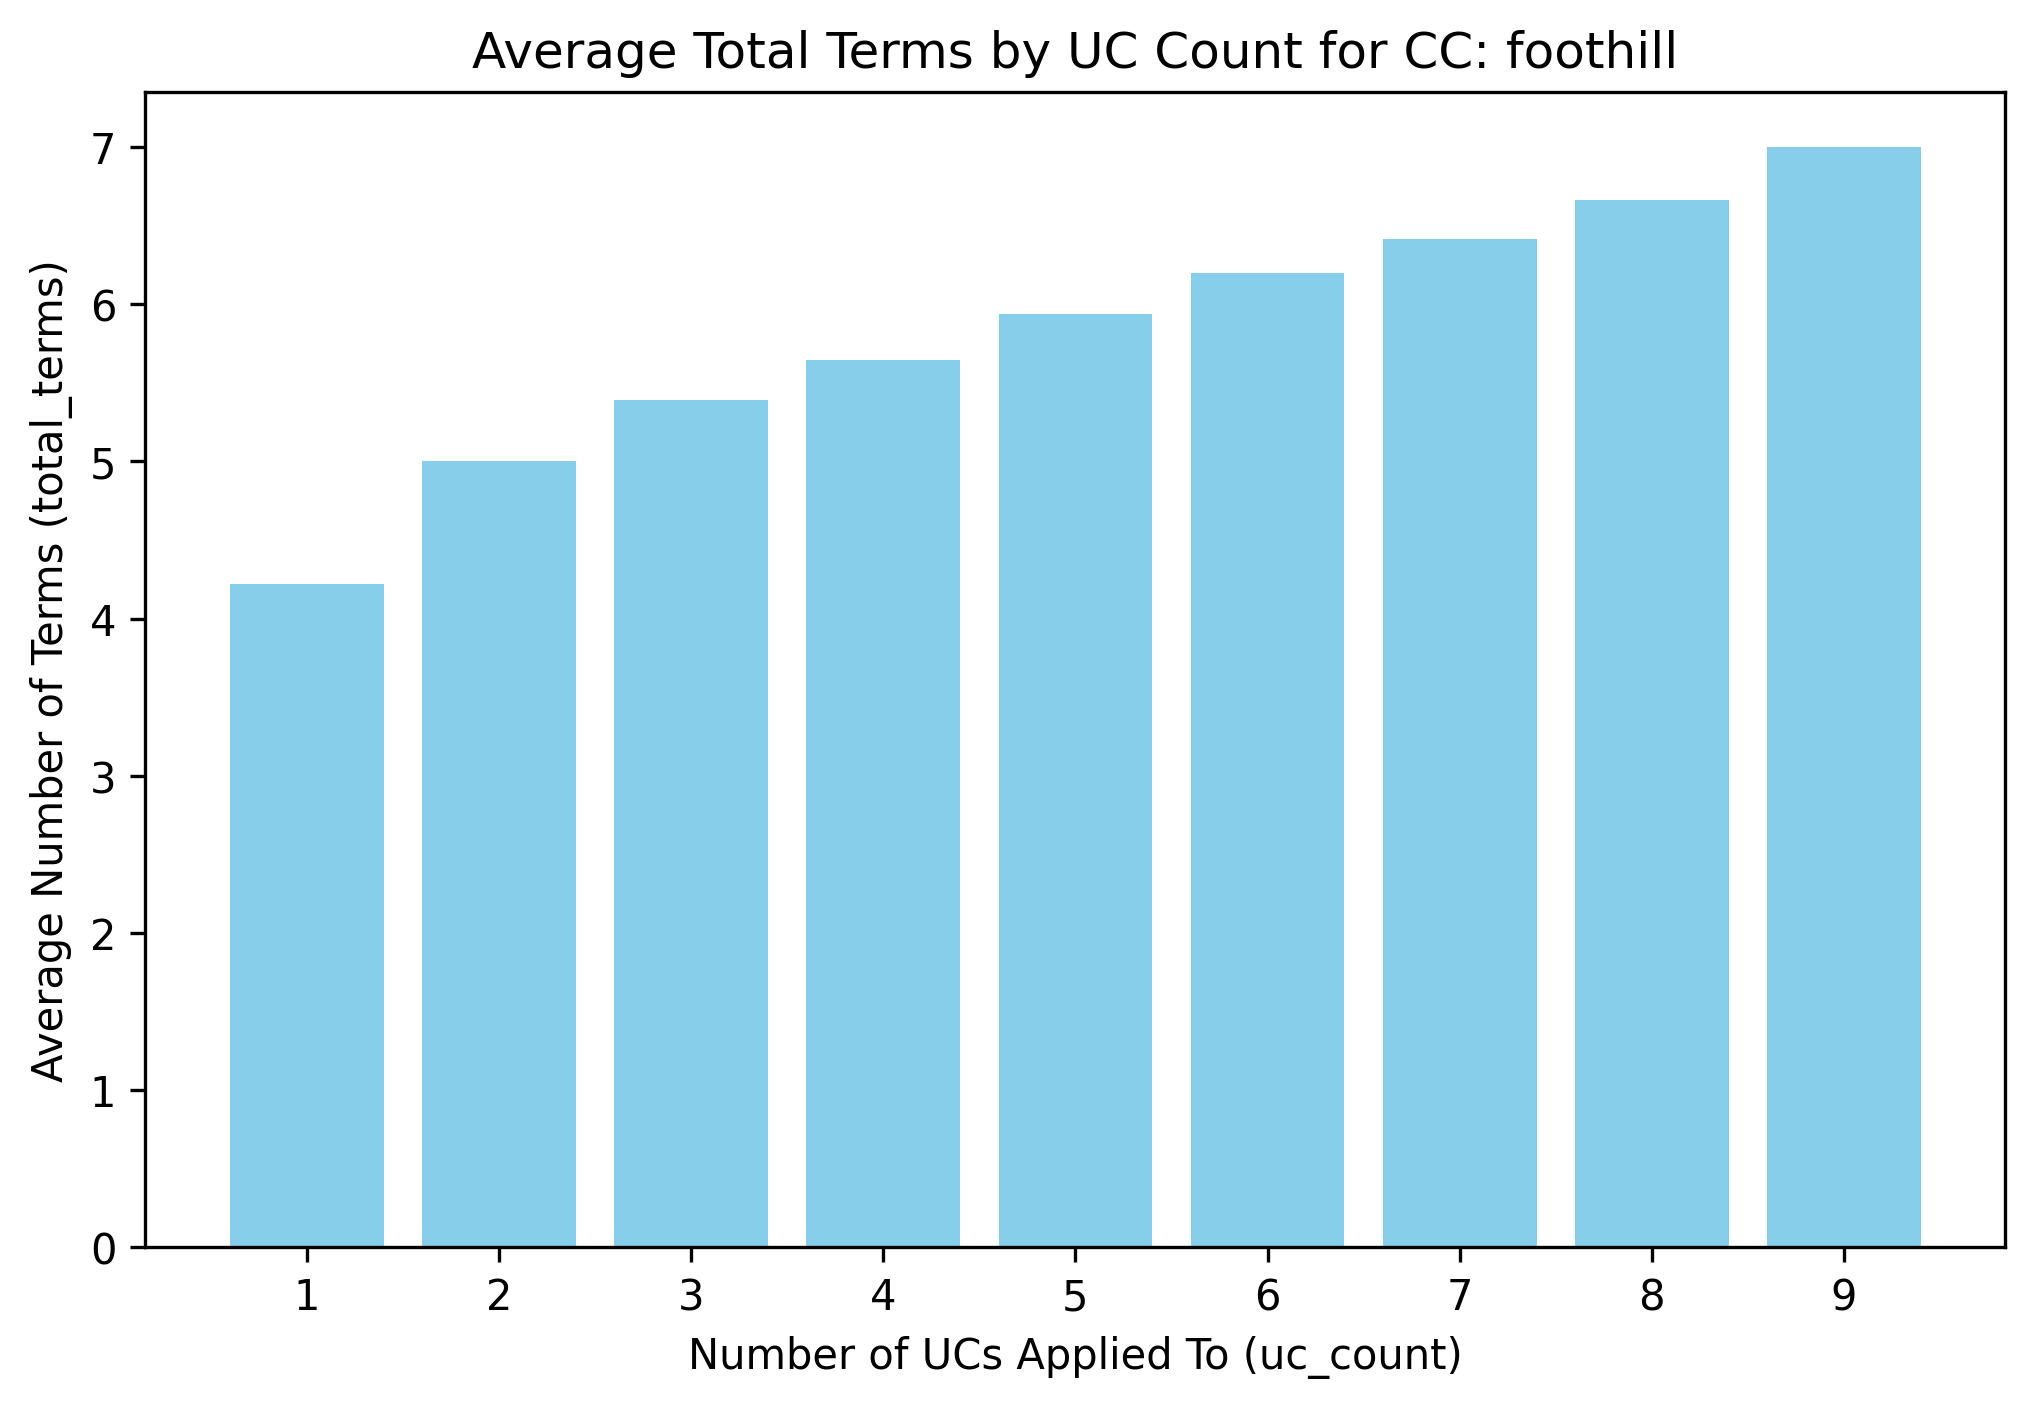 Average Total Terms by UC Count for CC: foothill
Average Number of Terms (total_terms)
7
6
5
4
3
2
1
0
1 2 3 4 5 6 7 8 9
Number of UCs Applied To (uc_count)